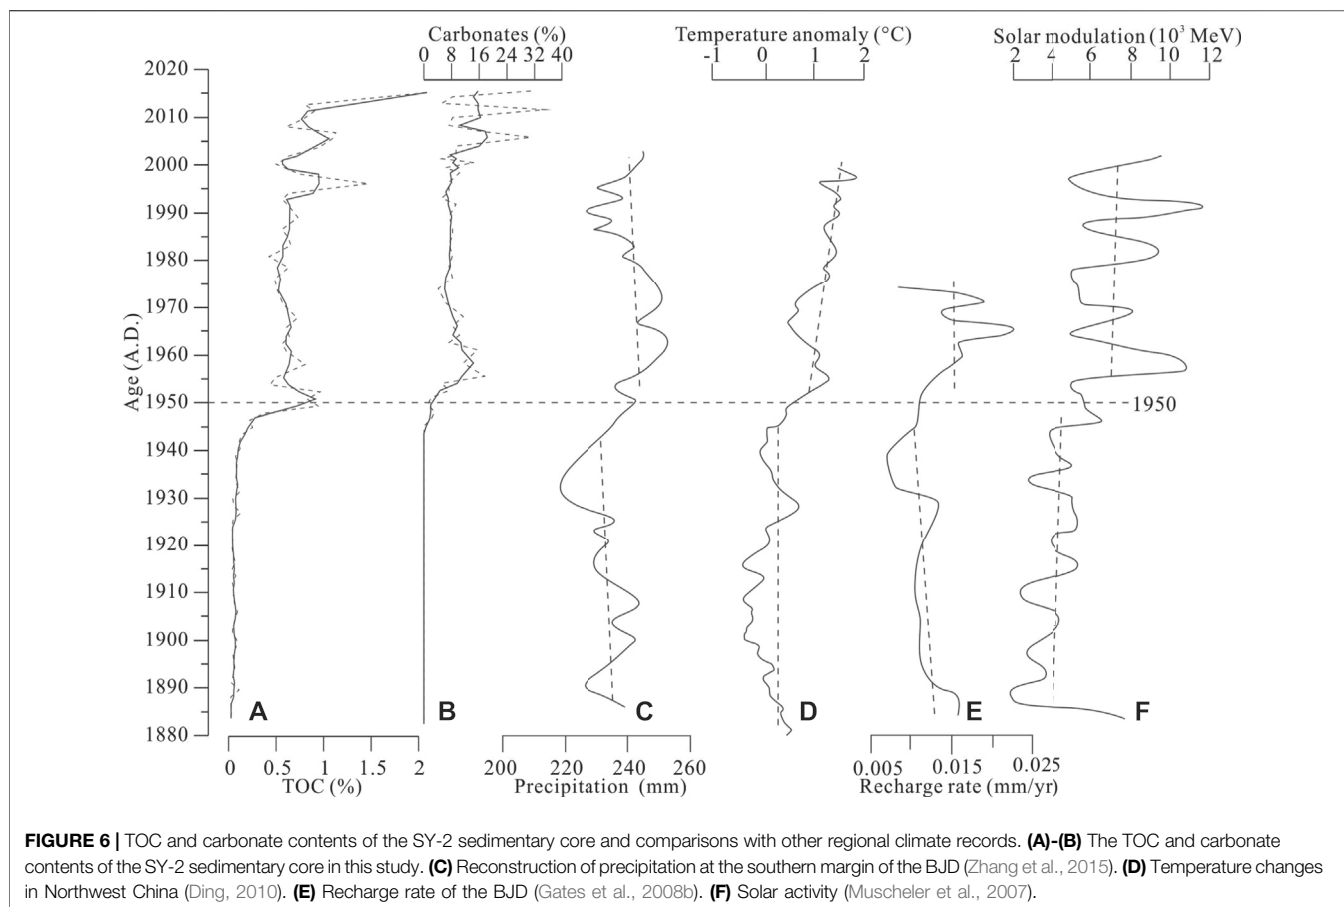 Carbonates (%)
0 8 16 24 32 40
Temperature anomaly (°C)
-1 0 1 2
Solar modulation (10³ MeV)
2 4 6 8 10 12
Age (A.D.)
2020
2010
2000
1990
1980
1970
1960
1950
1940
1930
1920
1910
1900
1890
1880
1950
A
B
C
D
E
F
0 0.5 1 1.5 2
TOC (%)
200 220 240 260
Precipitation (mm)
0.005 0.015 0.025
Recharge rate (mm/yr)
FIGURE 6 | TOC and carbonate contents of the SY-2 sedimentary core and comparisons with other regional climate records. (A)-(B) The TOC and carbonate
contents of the SY-2 sedimentary core in this study. (C) Reconstruction of precipitation at the southern margin of the BJD (Zhang et al., 2015). (D) Temperature changes
in Northwest China (Ding, 2010). (E) Recharge rate of the BJD (Gates et al., 2008b). (F) Solar activity (Muscheler et al., 2007).